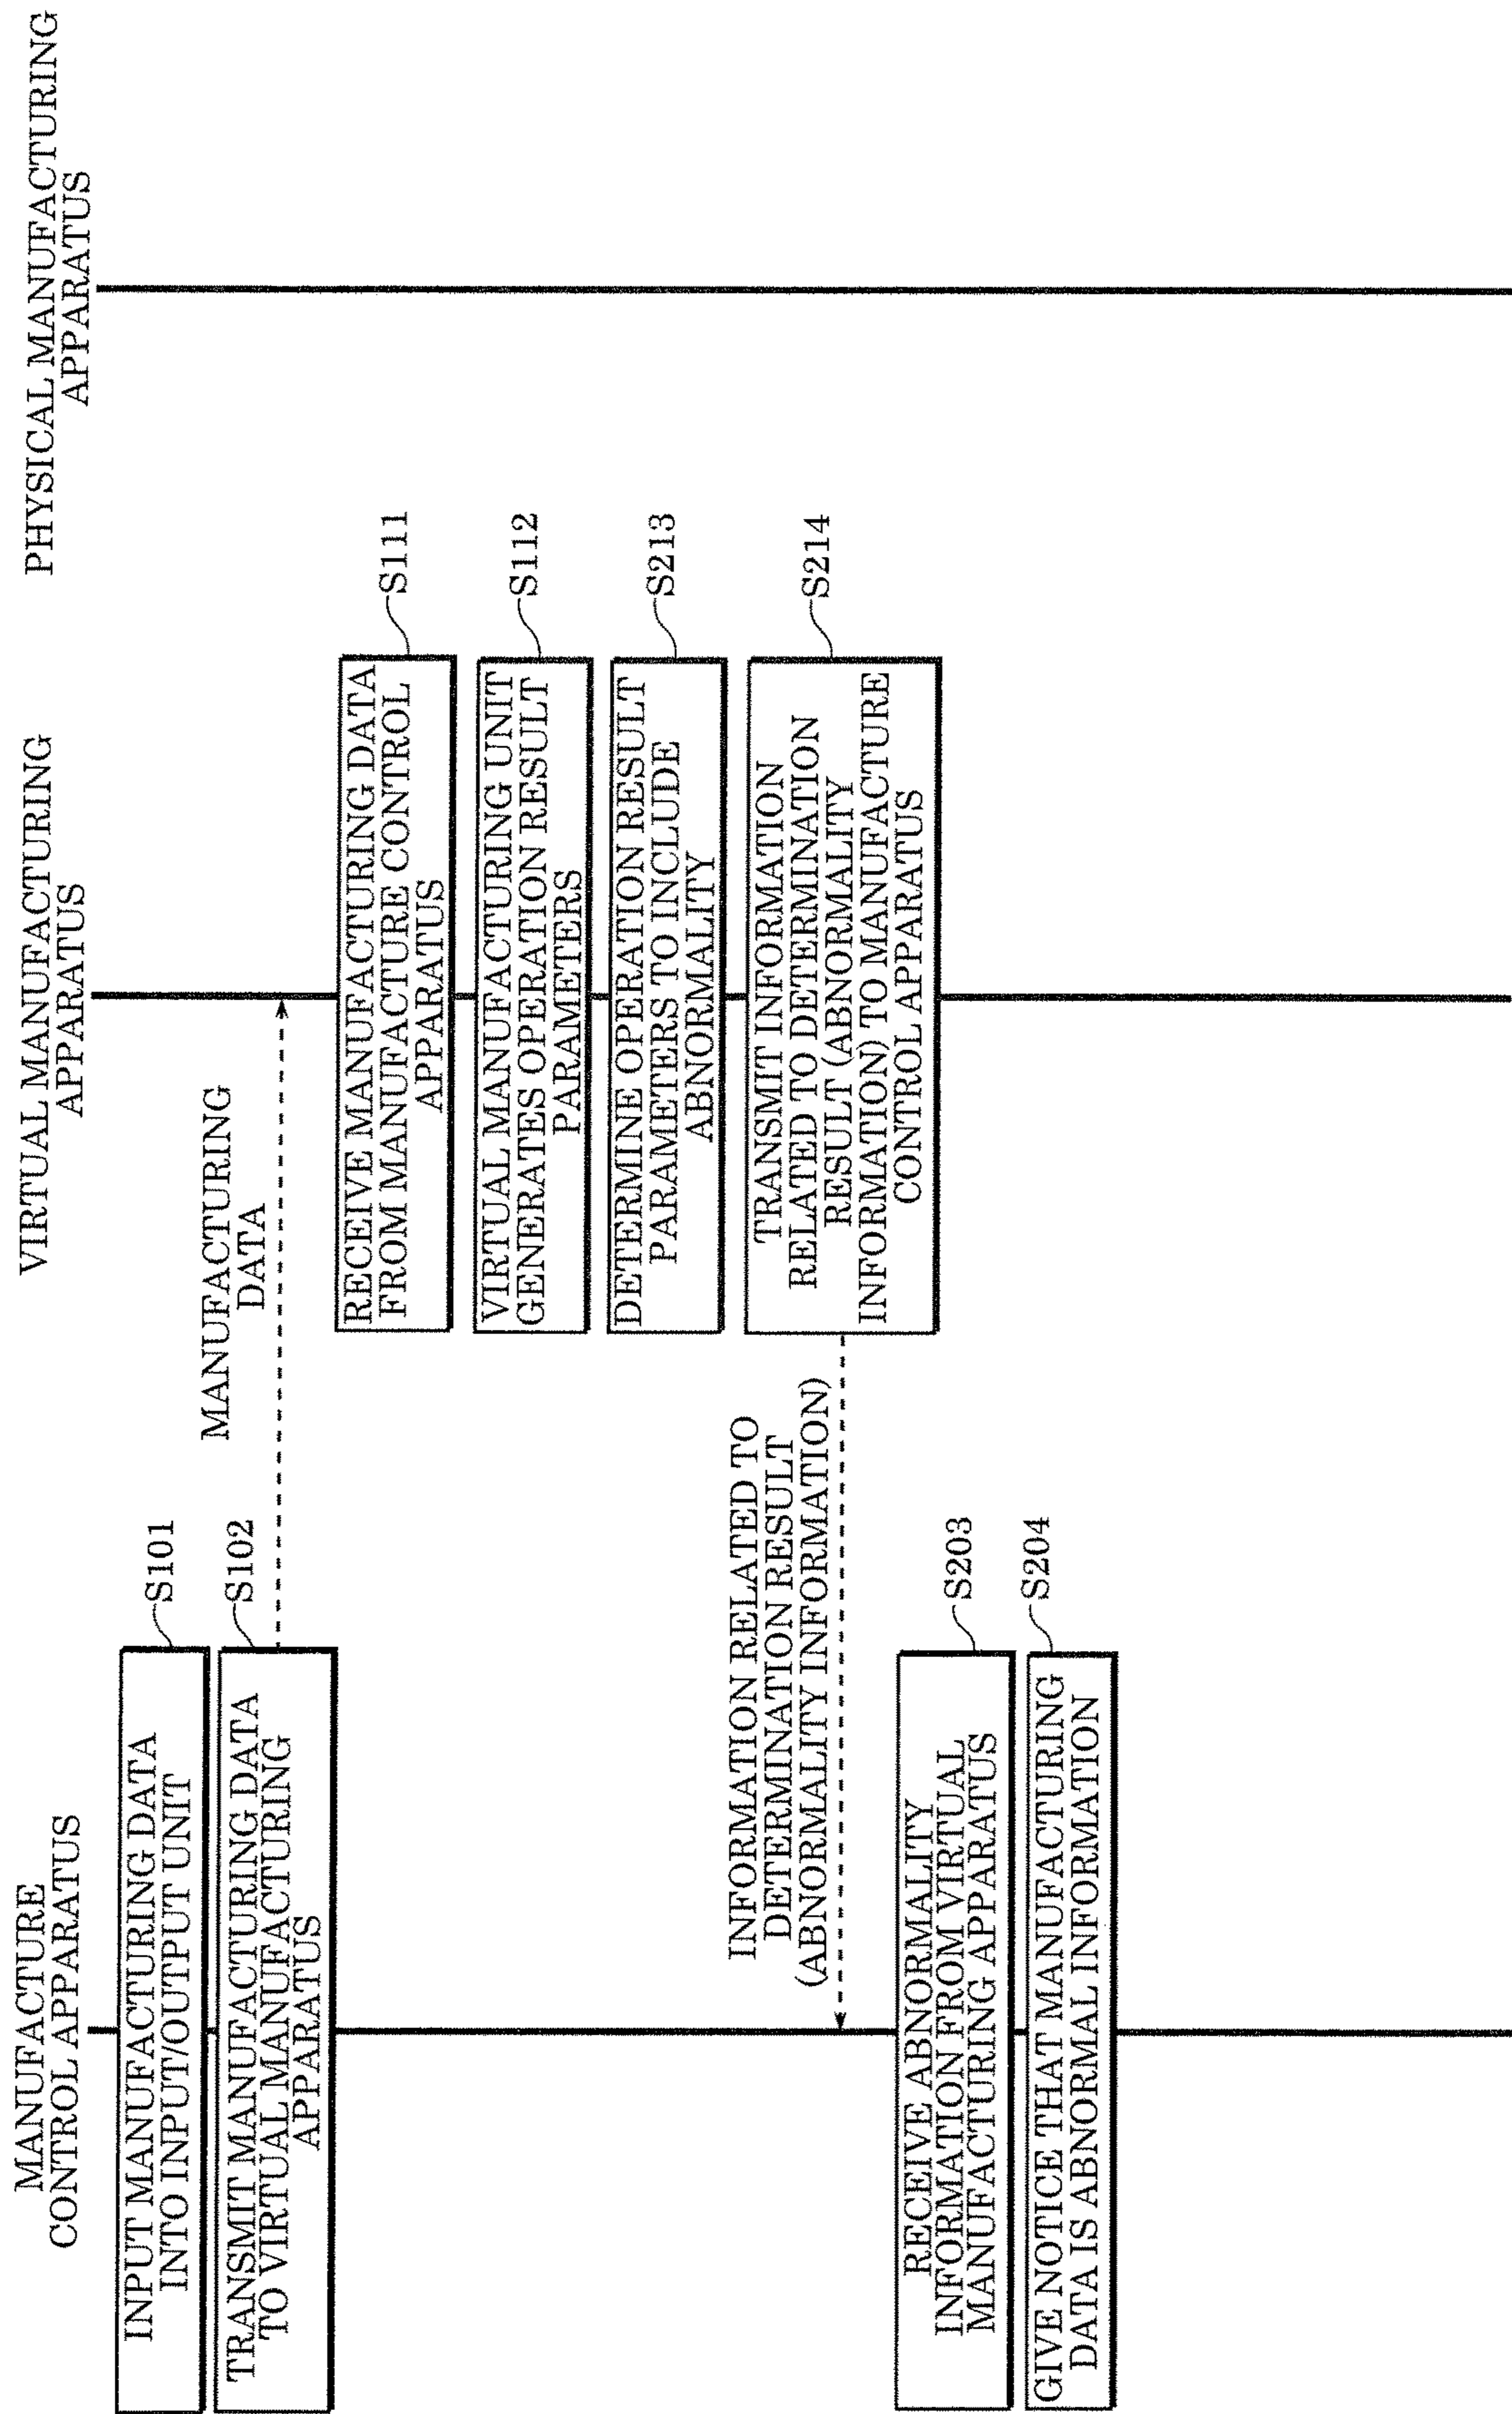 MANUFACTURE
CONTROL APPARATUS
VIRTUAL MANUFACTURING
APPARATUS
PHYSICAL MANUFACTURING
APPARATUS
INPUT MANUFACTURING DATA
INTO INPUT/OUTPUT UNIT
S101
TRANSMIT MANUFACTURING DATA
TO VIRTUAL MANUFACTURING
APPARATUS
S102
MANUFACTURING
DATA
RECEIVE MANUFACTURING DATA
FROM MANUFACTURE CONTROL
APPARATUS
S111
VIRTUAL MANUFACTURING UNIT
GENERATES OPERATION RESULT
PARAMETERS
S112
DETERMINE OPERATION RESULT
PARAMETERS TO INCLUDE
ABNORMALITY
S213
TRANSMIT INFORMATION
RELATED TO DETERMINATION
RESULT (ABNORMALITY
INFORMATION) TO MANUFACTURE
CONTROL APPARATUS
S214
INFORMATION RELATED TO
DETERMINATION RESULT
(ABNORMALITY INFORMATION)
RECEIVE ABNORMALITY
INFORMATION FROM VIRTUAL
MANUFACTURING APPARATUS
S203
GIVE NOTICE THAT MANUFACTURING
DATA IS ABNORMAL INFORMATION
S204